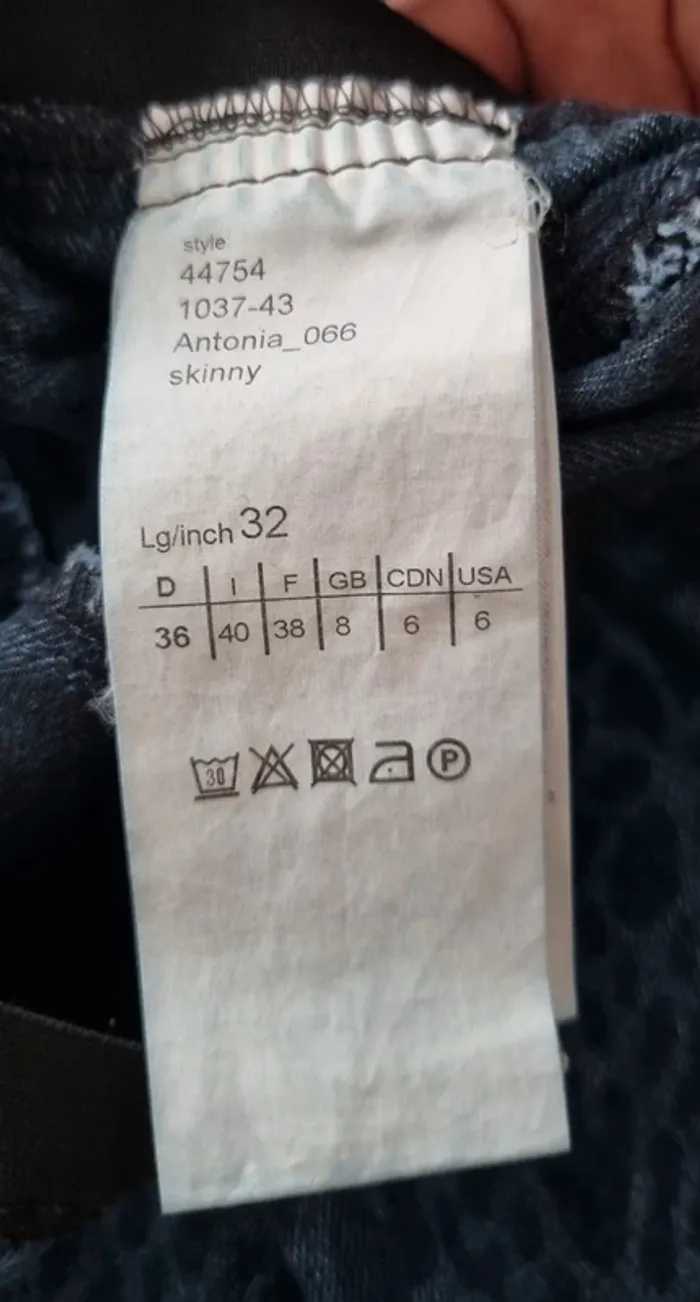 style
44754
1037-43
Antonia_066
skinny
Lg/inch 32
D I F GB CDN USA
36 40 38 8 6 6
30 P